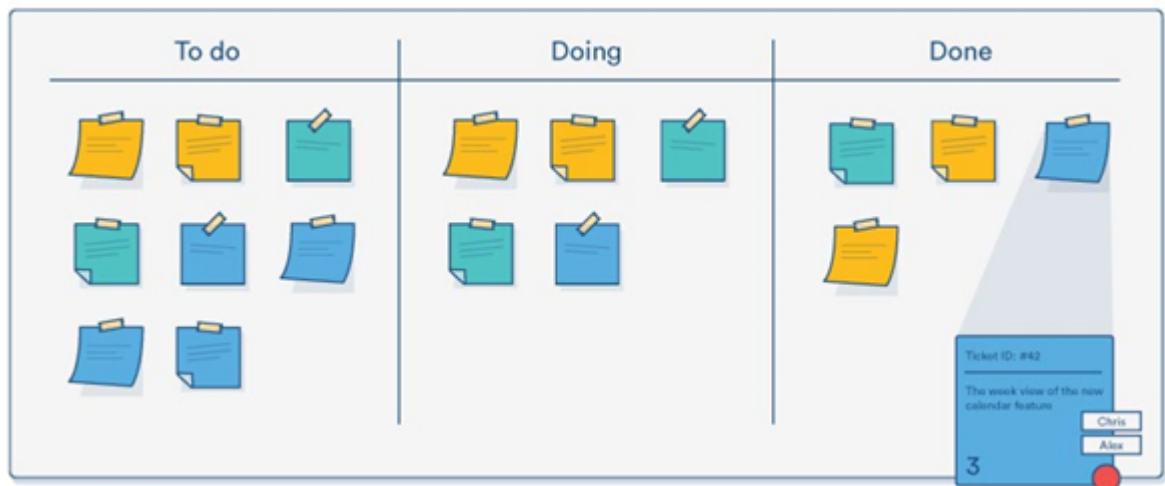 To do
Doing
Done
Ticket ID: #42
The week view of the new
calendar feature
Chris
Alex
3